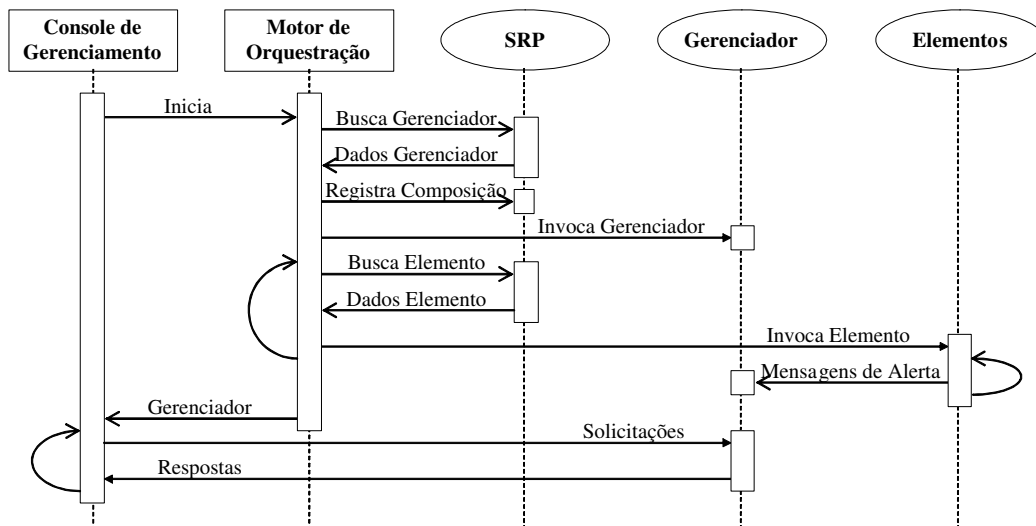 Console de
Gerenciamento
Motor de
Orquestração
SRP
Gerenciador
Elementos
Inicia
Busca Gerenciador
Dados Gerenciador
Registra Composição
Invoca Gerenciador
Busca Elemento
Dados Elemento
Invoca Elemento
Mensagens de Alerta
Gerenciador
Solicitações
Respostas